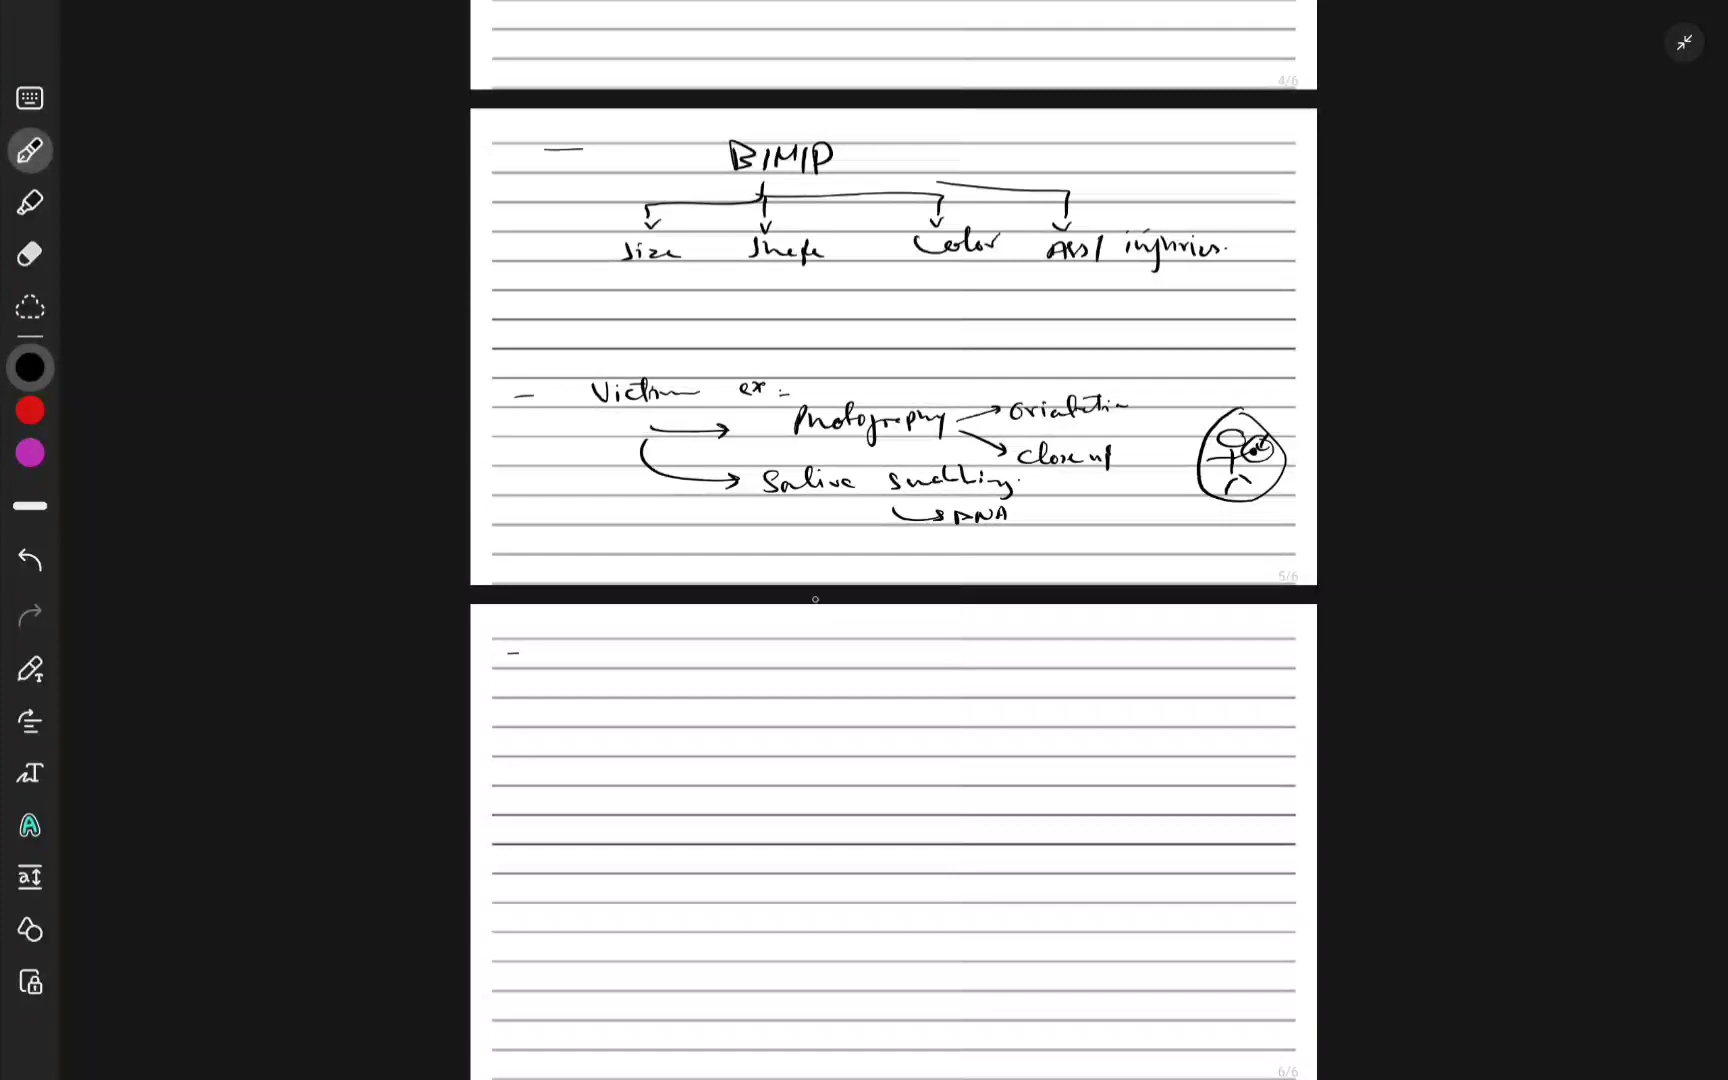 4/6
B/M/P
Size Shape Color Abs/ injuries.
- Victim ex :-
Photography Orientation
Close up
Saliva swabbing.
DNA
5/6
-
6/6